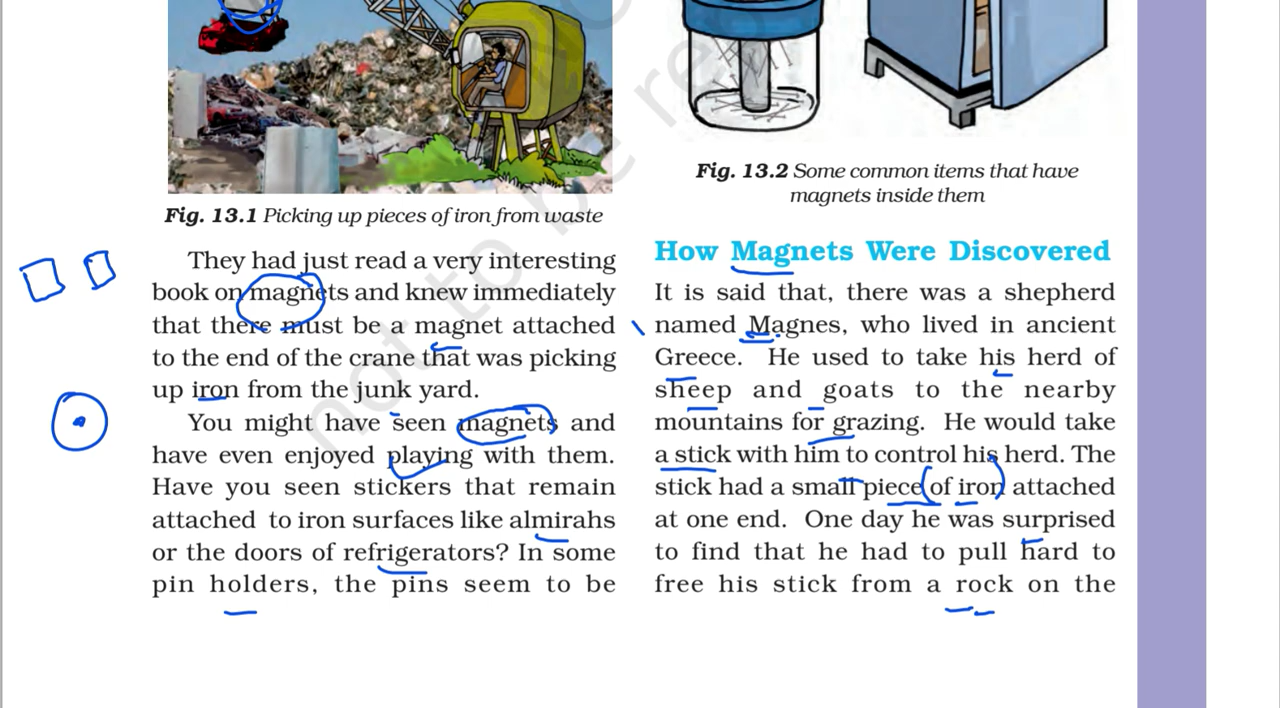 Fig. 13.1 Picking up pieces of iron from waste
They had just read a very interesting
book on magnets and knew immediately
that there must be a magnet attached
to the end of the crane that was picking
up iron from the junk yard.
You might have seen magnets and
have even enjoyed playing with them.
Have you seen stickers that remain
attached to iron surfaces like almirahs
or the doors of refrigerators? In some
pin holders, the pins seem to be
Fig. 13.2 Some common items that have
magnets inside them
How Magnets Were Discovered
It is said that, there was a shepherd
named Magnes, who lived in ancient
Greece. He used to take his herd of
sheep and goats to the nearby
mountains for grazing. He would take
a stick with him to control his herd. The
stick had a small piece of iron attached
at one end. One day he was surprised
to find that he had to pull hard to
free his stick from a rock on the
not to be re